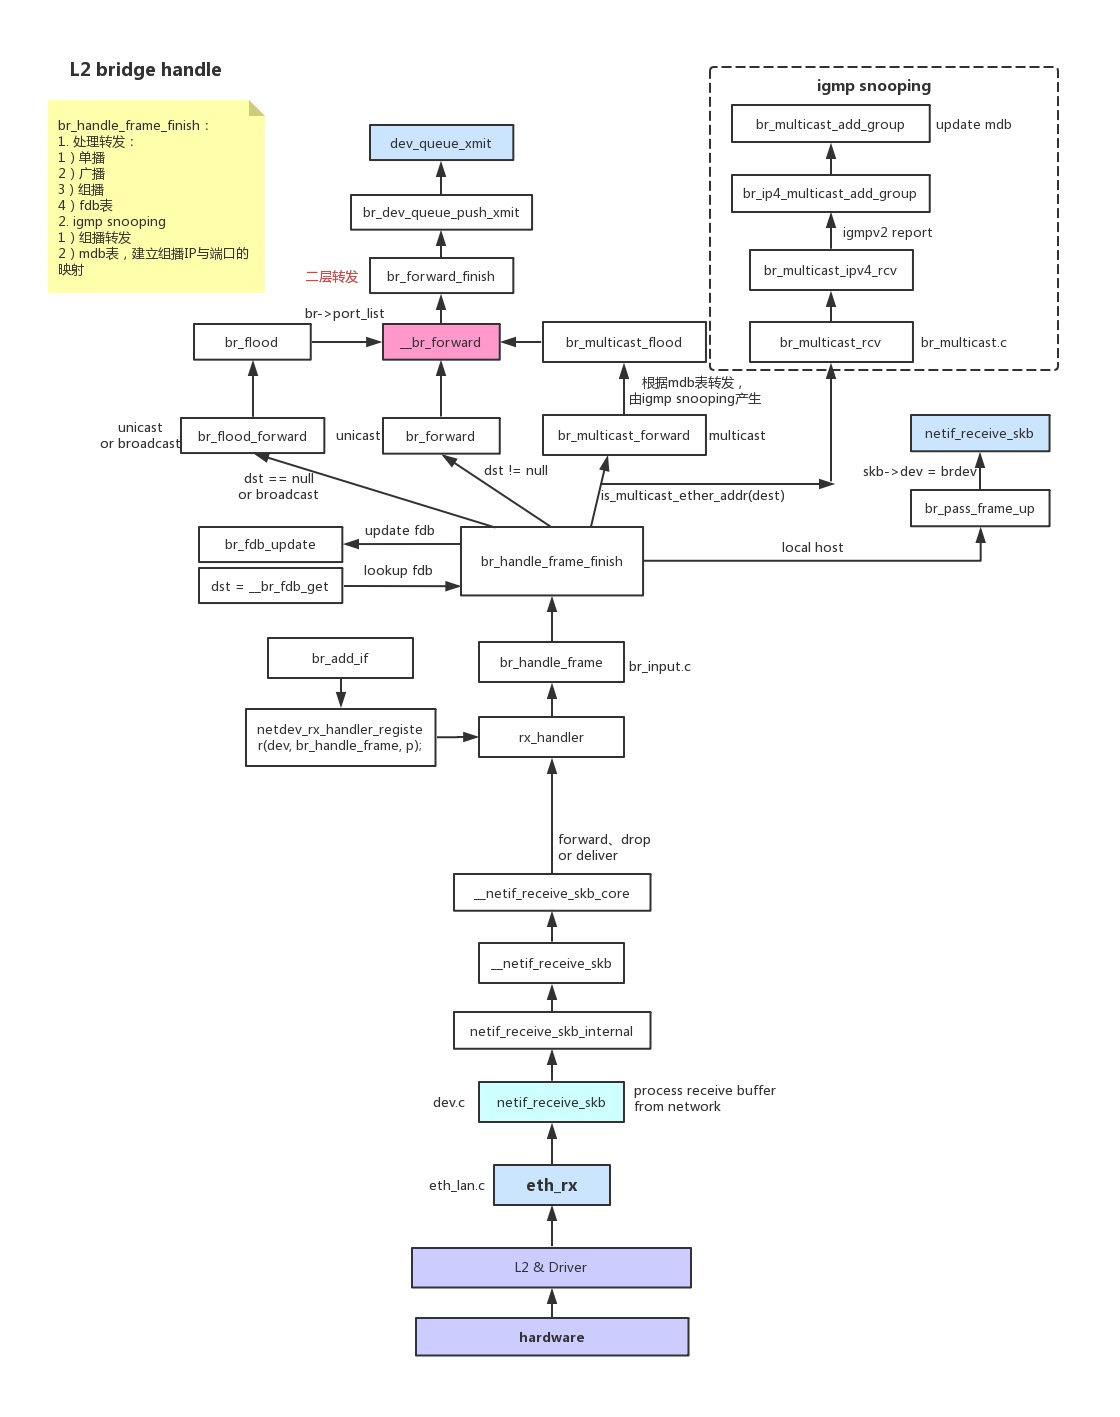 L2 bridge handle
br_handle_frame_finish：
1. 处理转发：
1）单播
2）广播
3）组播
4）fdb表
2. igmp snooping
1）组播转发
2）mdb表，建立组播IP与端口的
映射
igmp snooping
br_multicast_add_group
update mdb
dev_queue_xmit
br_ip4_multicast_add_group
br_dev_queue_push_xmit
igmpv2 report
二层转发
br_forward_finish
br_multicast_ipv4_rcv
br->port_list
br_flood
__br_forward
br_multicast_flood
br_multicast_rcv
br_multicast.c
根据mdb表转发，
由igmp snooping产生
unicast
or broadcast
br_flood_forward
unicast
br_forward
br_multicast_forward
multicast
netif_receive_skb
dst == null
or broadcast
dst != null
skb->dev = brdev
is_multicast_ether_addr(dest)
br_pass_frame_up
update fdb
br_fdb_update
lookup fdb
dst = __br_fdb_get
br_handle_frame_finish
local host
br_add_if
br_handle_frame
br_input.c
netdev_rx_handler_registe
r(dev, br_handle_frame, p);
rx_handler
forward、drop
or deliver
__netif_receive_skb_core
__netif_receive_skb
netif_receive_skb_internal
dev.c
netif_receive_skb
process receive buffer
from network
eth_lan.c
eth_rx
L2 & Driver
hardware